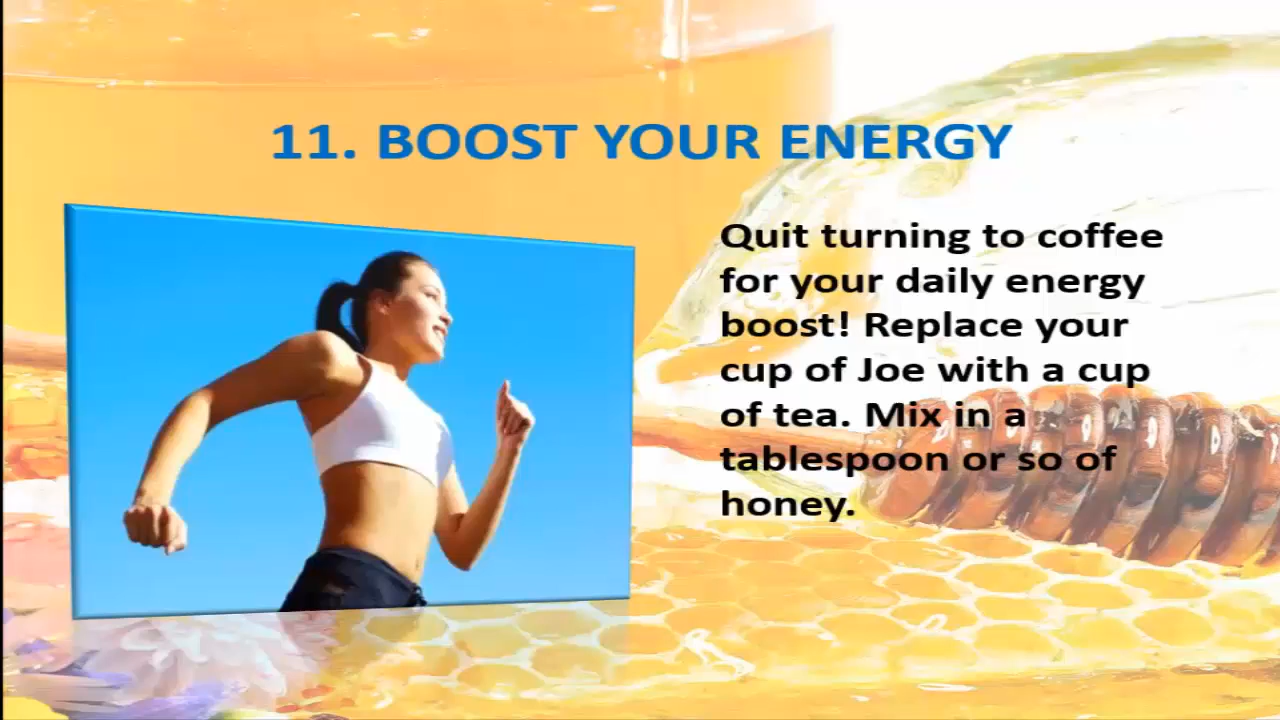 11. BOOST YOUR ENERGY
Quit turning to coffee
for your daily energy
boost! Replace your
cup of Joe with a cup
of tea. Mix in a
tablespoon or so of
honey.